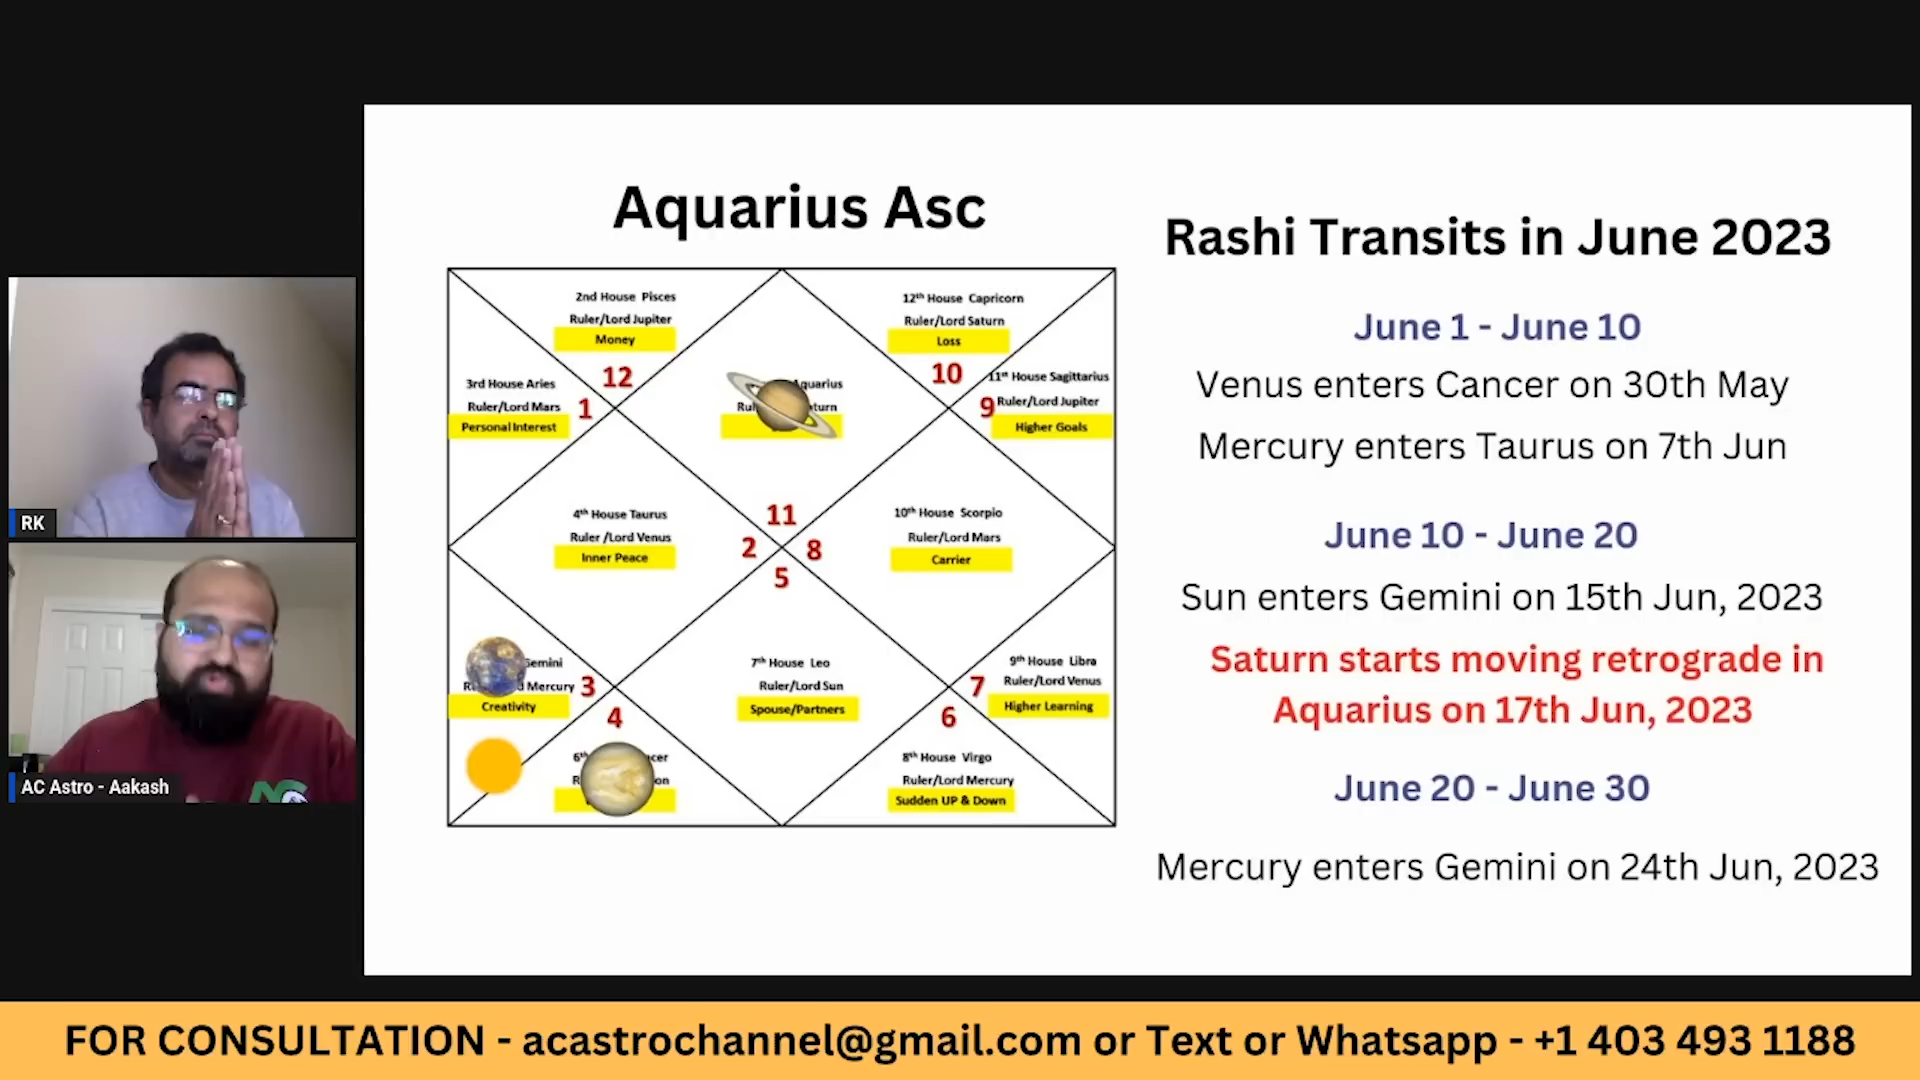 Aquarius Asc
2nd House Pisces
Ruler/Lord Jupiter
Money
12
12th House Capricorn
Ruler/Lord Saturn
Loss
10
3rd House Aries
Ruler/Lord Mars
Personal Interest
1
Aquarius
11st House Sagittarius
Ruler/Lord Jupiter
Higher Goals
9
4th House Taurus
Ruler /Lord Venus
Inner Peace
11
2
8
5
10th House Scorpio
Ruler/Lord Mars
Carrier
Gemini
Mercury
Creativity
3
4
7th House Leo
Ruler/Lord Sun
Spouse/Partners
9th House Libra
Ruler/Lord Venus
Higher Learning
7
6
8th House Virgo
Ruler/Lord Mercury
Sudden UP & Down
Rashi Transits in June 2023
June 1 - June 10
Venus enters Cancer on 30th May
Mercury enters Taurus on 7th Jun
June 10 - June 20
Sun enters Gemini on 15th Jun, 2023
Saturn starts moving retrograde in
Aquarius on 17th Jun, 2023
June 20 - June 30
Mercury enters Gemini on 24th Jun, 2023
RK
AC Astro - Aakash
FOR CONSULTATION - acastrochannel@gmail.com or Text or Whatsapp - +1 403 493 1188